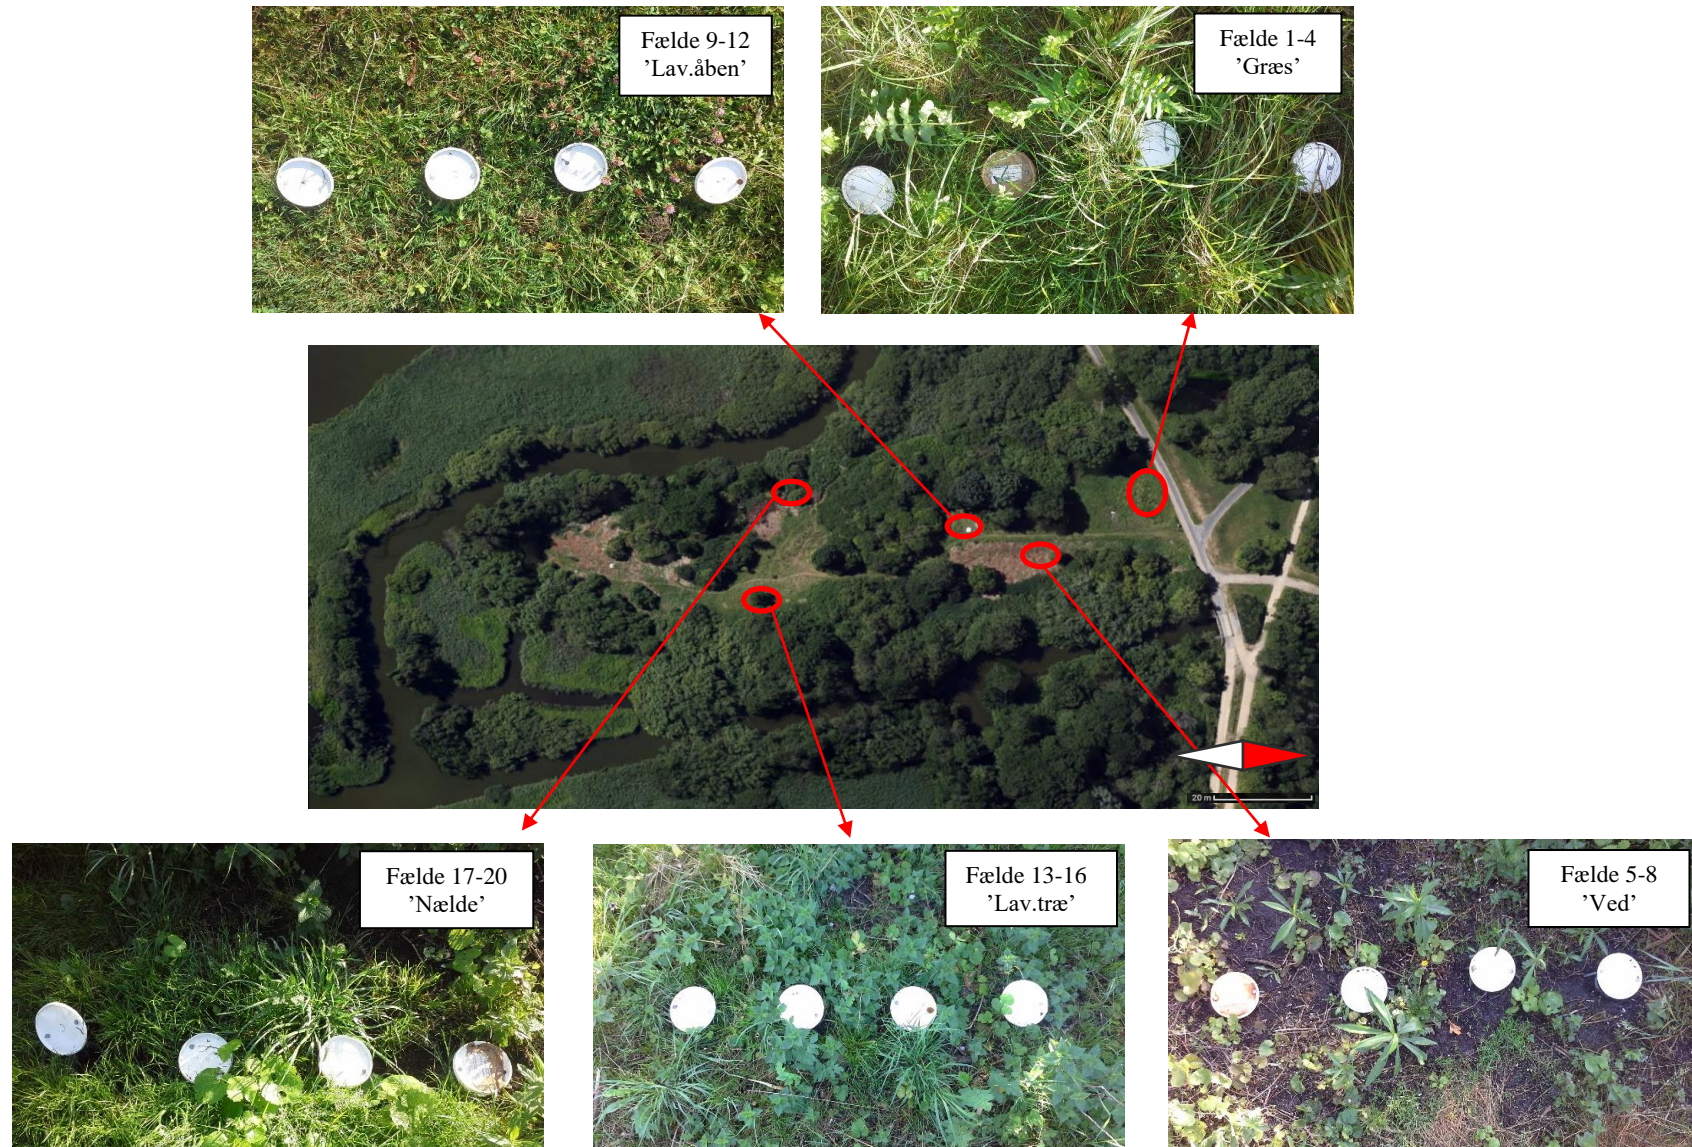 Fælde 9-12
’Lav.åben’
Fælde 1-4
’Græs’
20 m
Fælde 17-20
’Nælde’
Fælde 13-16
’Lav.træ’
Fælde 5-8
’Ved’